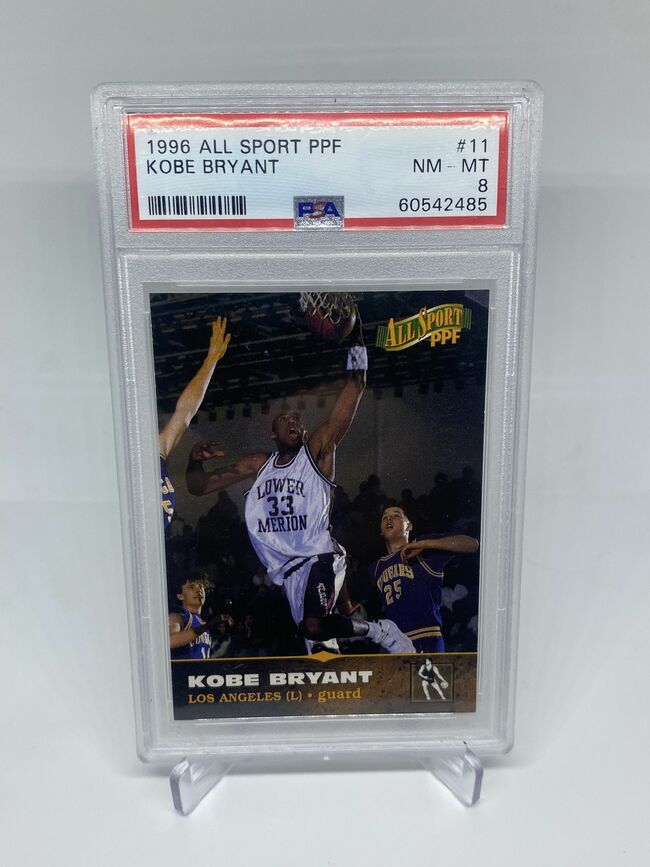 1996 ALL SPORT PPF #11
KOBE BRYANT NM - MT
8
PSA 60542485
ALL SPORT
PPF
LOWER
33
MERION
COUGARS
25
KOBE BRYANT
LOS ANGELES (L) • guard